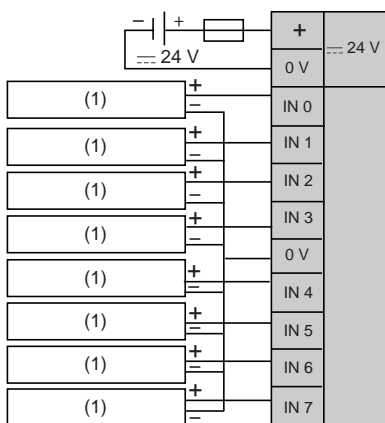 − + + ⎓ 24 V
⎓ 24 V 0 V
(1) + − IN 0
(1) + − IN 1
(1) + − IN 2
(1) + − IN 3
0 V
(1) + − IN 4
(1) + − IN 5
(1) + − IN 6
(1) + − IN 7